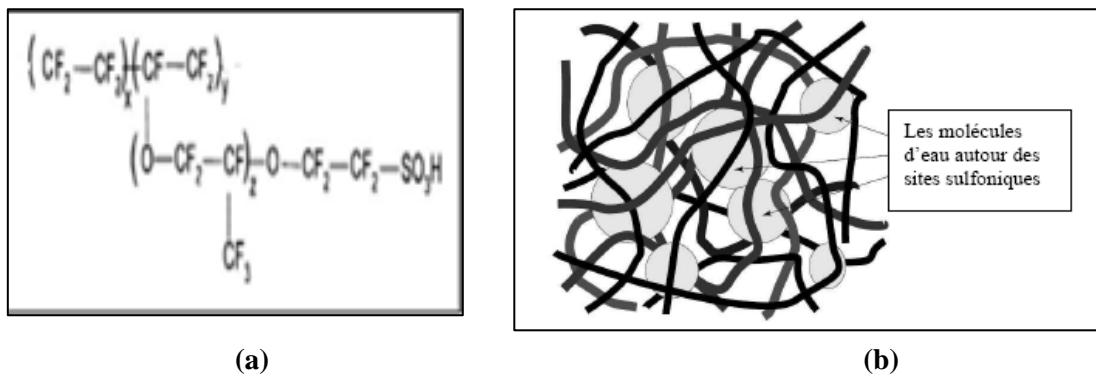 (CF₂—CF₂)ₓ(CF—CF₂)ᵧ
(O—CF₂—CF)z—O—CF₂—CF₂—SO₃H
CF₃
Les molécules
d'eau autour des
sites sulfoniques
(a)
(b)